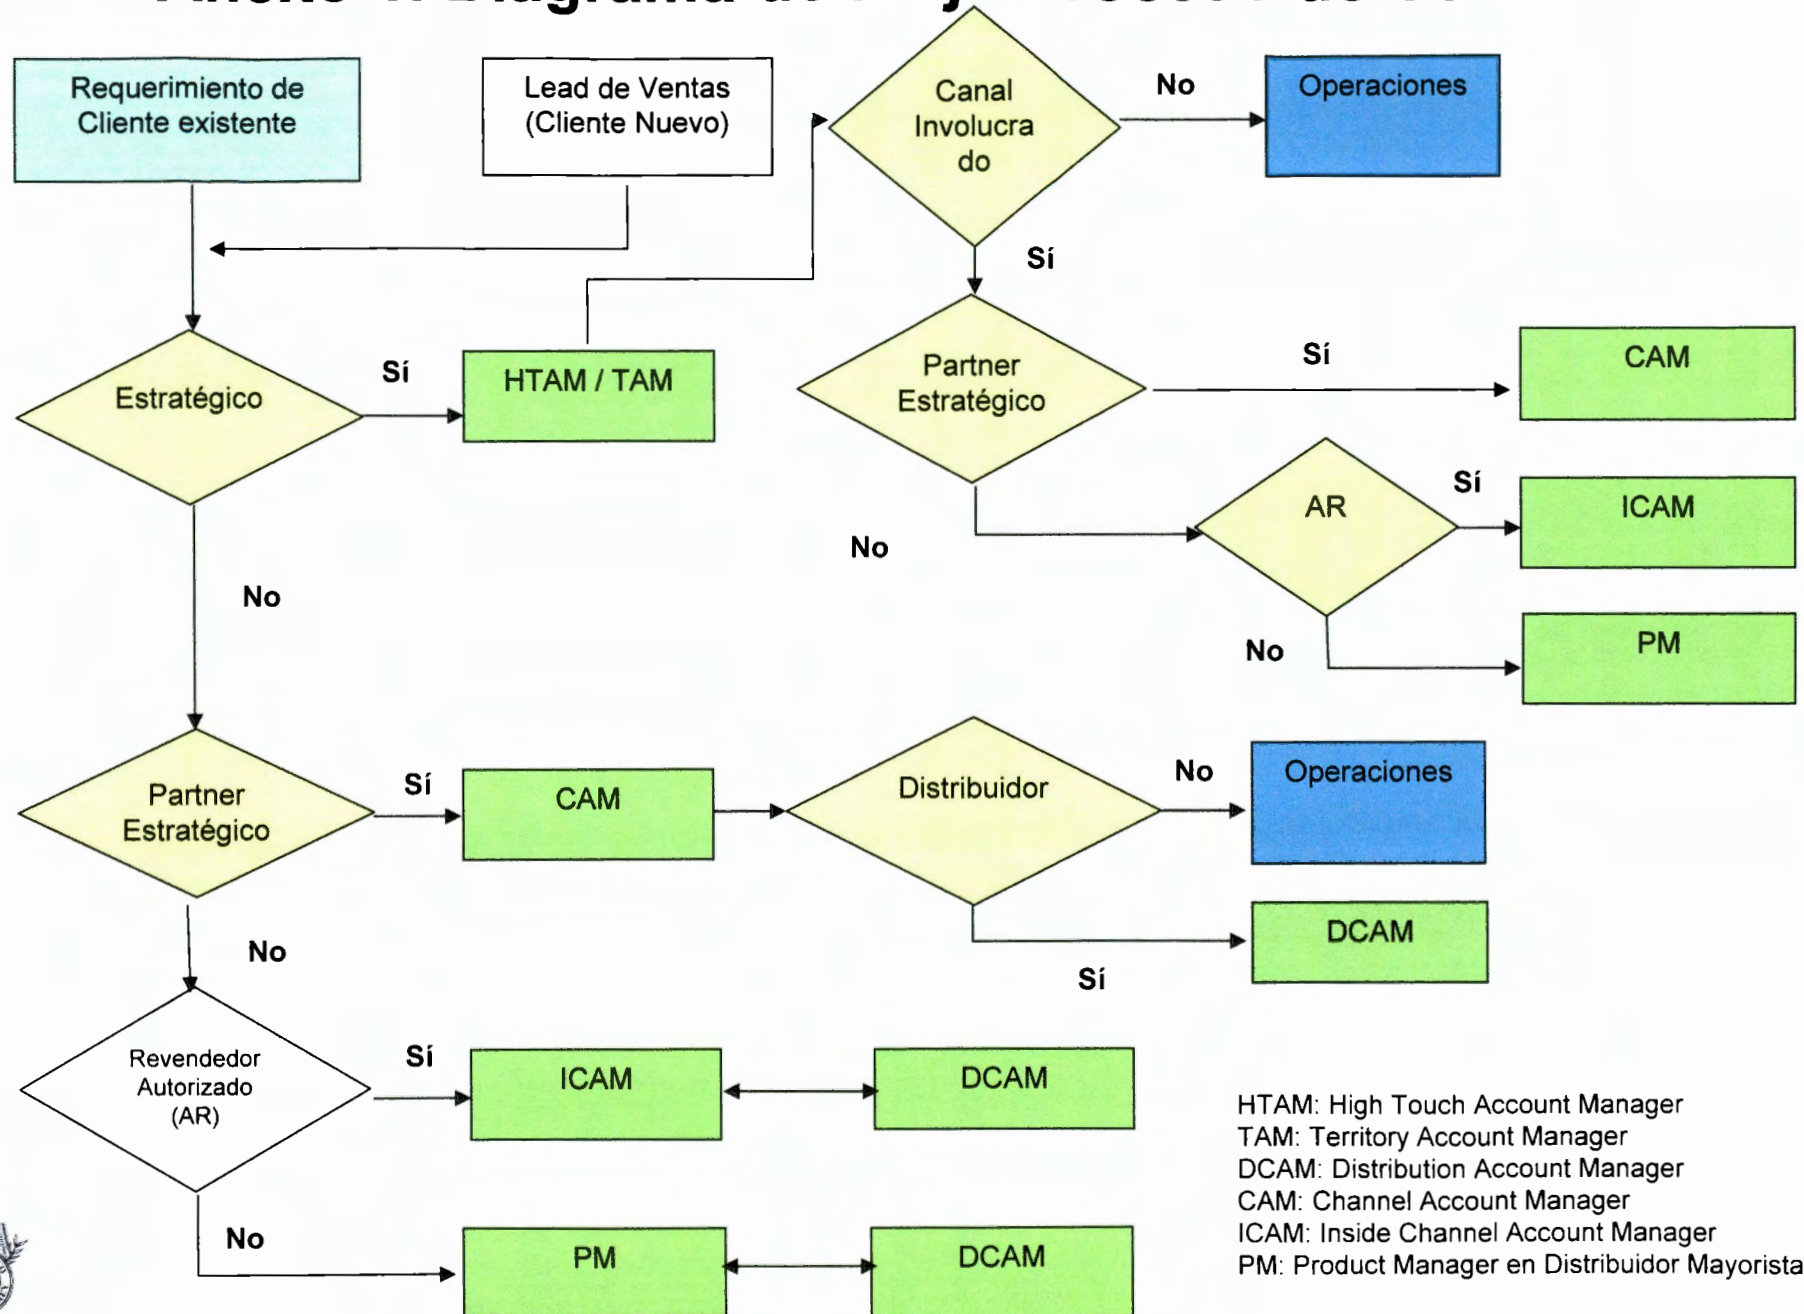 Requerimiento de
Cliente existente
Lead de Ventas
(Cliente Nuevo)
Canal
Involucra
do
No
Operaciones
Sí
Estratégico
Sí
HTAM / TAM
Partner
Estratégico
Sí
CAM
No
AR
Sí
ICAM
No
PM
No
Partner
Estratégico
Sí
CAM
Distribuidor
No
Operaciones
Sí
DCAM
No
Revendedor
Autorizado
(AR)
Sí
ICAM
DCAM
No
PM
DCAM
HTAM: High Touch Account Manager
TAM: Territory Account Manager
DCAM: Distribution Account Manager
CAM: Channel Account Manager
ICAM: Inside Channel Account Manager
PM: Product Manager en Distribuidor Mayorista